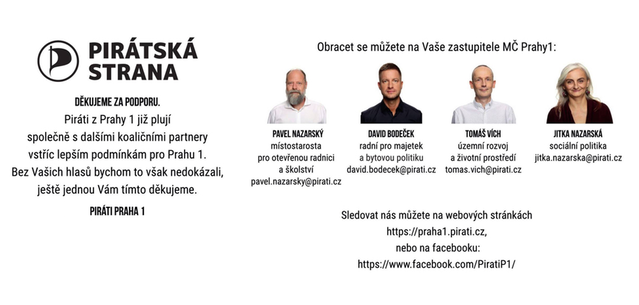 PIRÁTSKÁ
STRANA
DĚKUJEME ZA PODPORU.
Piráti z Prahy 1 již plují
společně s dalšími koaličními partnery
vstříc lepším podmínkám pro Prahu 1.
Bez Vašich hlasů bychom to však nedokázali,
ještě jednou Vám tímto děkujeme.
PIRÁTI PRAHA 1
Obracet se můžete na Vaše zastupitele MČ Prahy1:
PAVEL NAZARSKÝ
místostarosta
pro otevřenou radnici
a školství
pavel.nazarsky@pirati.cz
DAVID BODEČEK
radní pro majetek
a bytovou politiku
david.bodecek@pirati.cz
TOMÁŠ VÍCH
územní rozvoj
a životní prostředí
tomas.vich@pirati.cz
JITKA NAZARSKÁ
sociální politika
jitka.nazarska@pirati.cz
Sledovat nás můžete na webových stránkách
https://praha1.pirati.cz,
nebo na facebooku:
https://www.facebook.com/PiratiP1/